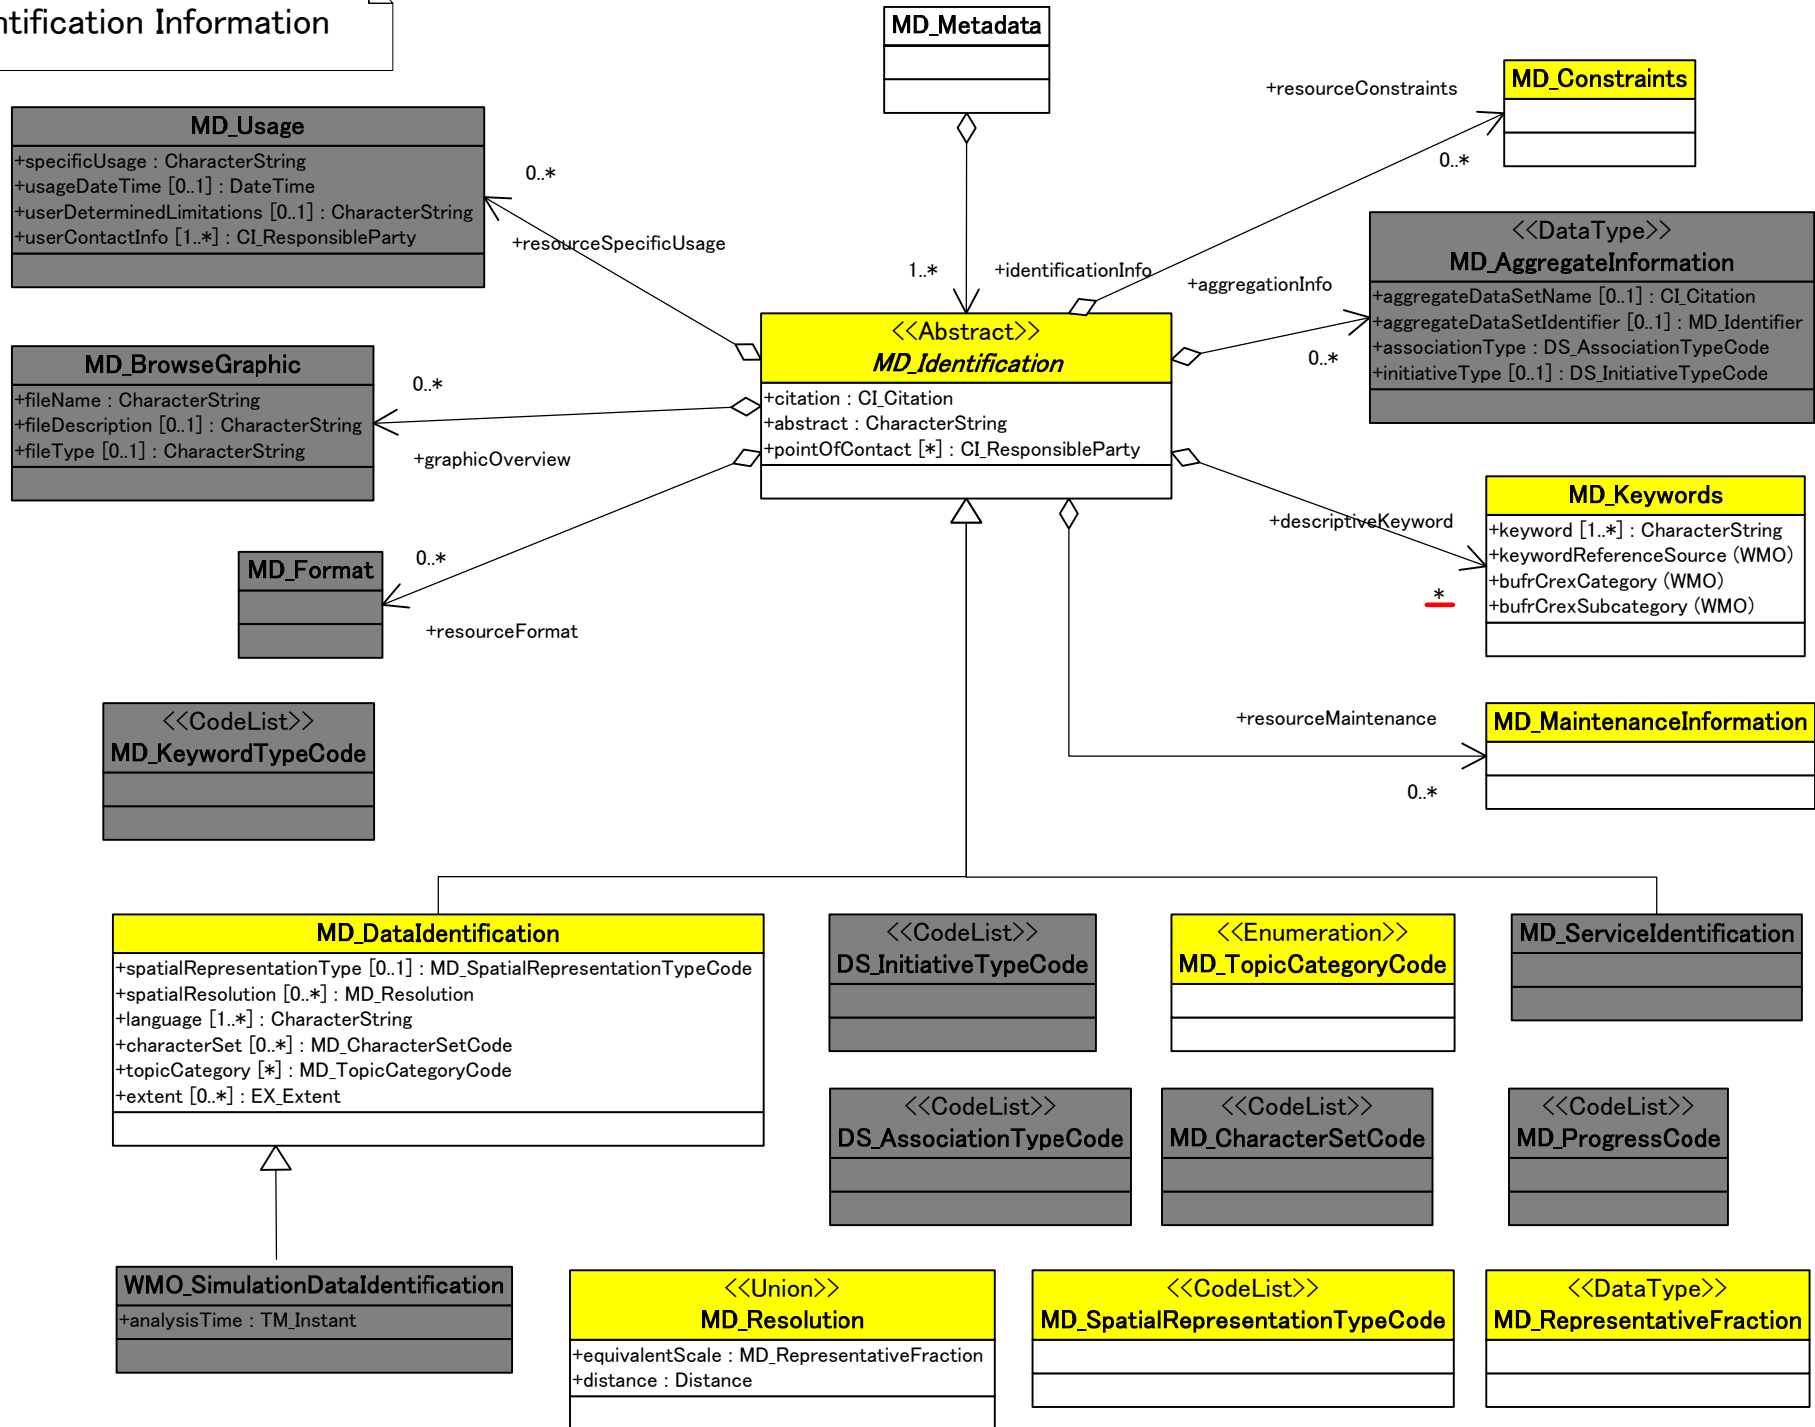 ntification Information
MD_Metadata
+resourceConstraints
0..*
MD_Constraints
MD_Usage
+specificUsage : CharacterString
+usageDateTime [0..1] : DateTime
+userDeterminedLimitations [0..1] : CharacterString
+userContactInfo [1..*] : CI_ResponsibleParty
0..*
+resourceSpecificUsage
1..*
+identificationInfo
+aggregationInfo
0..*
<<DataType>>
MD_AggregateInformation
+aggregateDataSetName [0..1] : CI_Citation
+aggregateDataSetIdentifier [0..1] : MD_Identifier
+associationType : DS_AssociationTypeCode
+initiativeType [0..1] : DS_InitiativeTypeCode
<<Abstract>>
MD_Identification
+citation : CI_Citation
+abstract : CharacterString
+pointOfContact [*] : CI_ResponsibleParty
MD_BrowseGraphic
+fileName : CharacterString
+fileDescription [0..1] : CharacterString
+fileType [0..1] : CharacterString
0..*
+graphicOverview
MD_Format
0..*
+resourceFormat
+descriptiveKeyword
*
MD_Keywords
+keyword [1..*] : CharacterString
+keywordReferenceSource (WMO)
+bufrCrexCategory (WMO)
+bufrCrexSubcategory (WMO)
<<CodeList>>
MD_KeywordTypeCode
+resourceMaintenance
0..*
MD_MaintenanceInformation
MD_DataIdentification
+spatialRepresentationType [0..1] : MD_SpatialRepresentationTypeCode
+spatialResolution [0..*] : MD_Resolution
+language [1..*] : CharacterString
+characterSet [0..*] : MD_CharacterSetCode
+topicCategory [*] : MD_TopicCategoryCode
+extent [0..*] : EX_Extent
<<CodeList>>
DS_InitiativeTypeCode
<<Enumeration>>
MD_TopicCategoryCode
MD_ServiceIdentification
<<CodeList>>
DS_AssociationTypeCode
<<CodeList>>
MD_CharacterSetCode
<<CodeList>>
MD_ProgressCode
WMO_SimulationDataIdentification
+analysisTime : TM_Instant
<<Union>>
MD_Resolution
+equivalentScale : MD_RepresentativeFraction
+distance : Distance
<<CodeList>>
MD_SpatialRepresentationTypeCode
<<DataType>>
MD_RepresentativeFraction